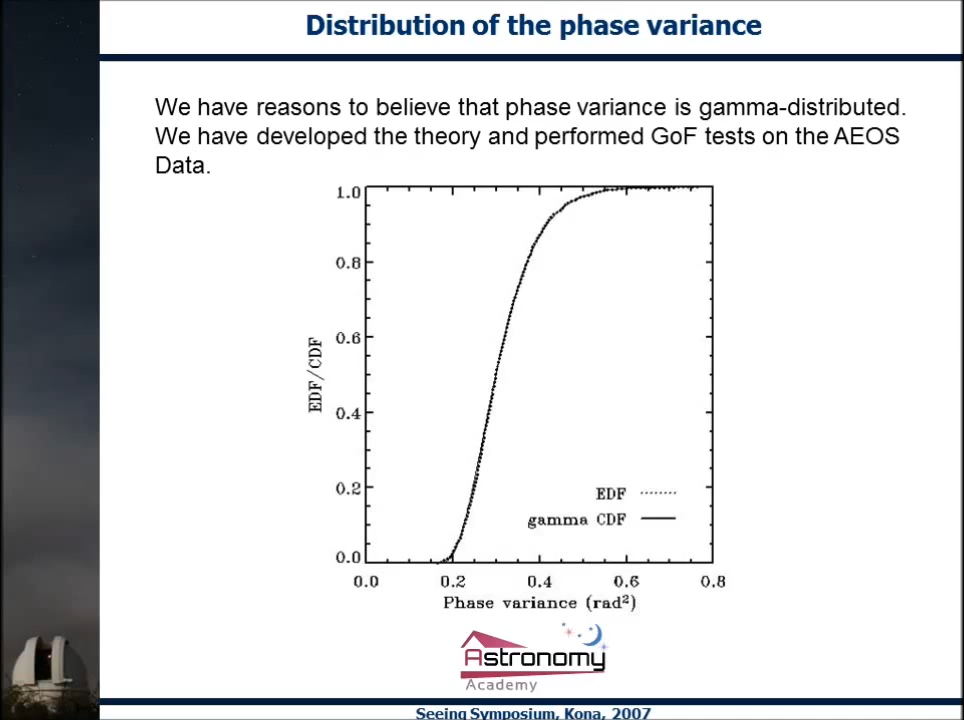 Distribution of the phase variance
We have reasons to believe that phase variance is gamma-distributed.
We have developed the theory and performed GoF tests on the AEOS
Data.
1.0
0.8
0.6
0.4
0.2
0.0
EDF/CDF
EDF
gamma CDF
0.0 0.2 0.4 0.6 0.8
Phase variance (rad²)
Astronomy
Academy
Seeing Symposium, Kona, 2007